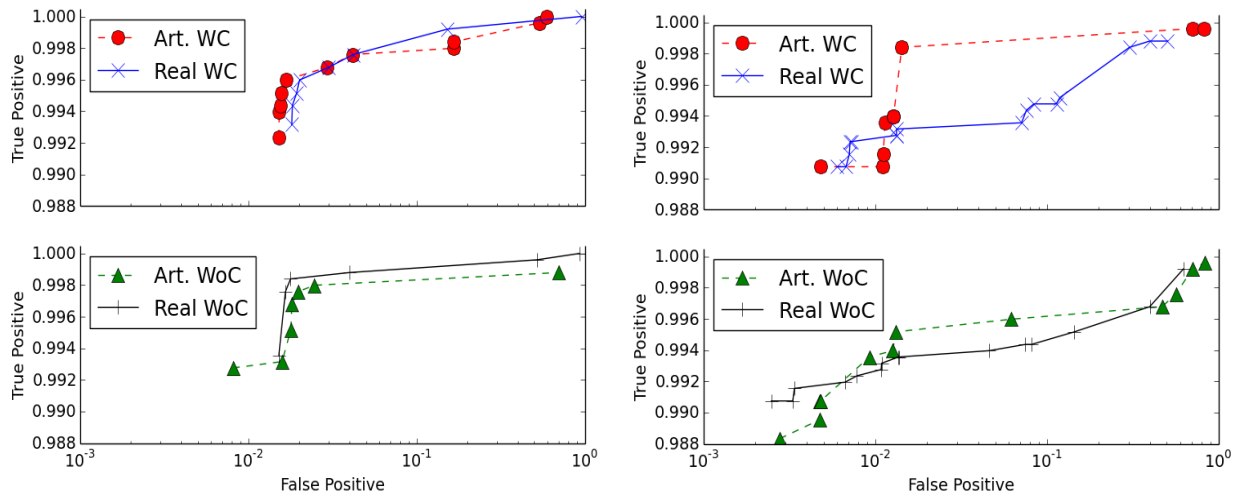 1.000
0.998
0.996
0.994
0.992
0.990
0.988
True Positive
Art. WC
Real WC
1.000
0.998
0.996
0.994
0.992
0.990
0.988
True Positive
Art. WC
Real WC
1.000
0.998
0.996
0.994
0.992
0.990
0.988
True Positive
Art. WoC
Real WoC
10⁻³ 10⁻² 10⁻¹ 10⁰
False Positive
1.000
0.998
0.996
0.994
0.992
0.990
0.988
True Positive
Art. WoC
Real WoC
10⁻³ 10⁻² 10⁻¹ 10⁰
False Positive